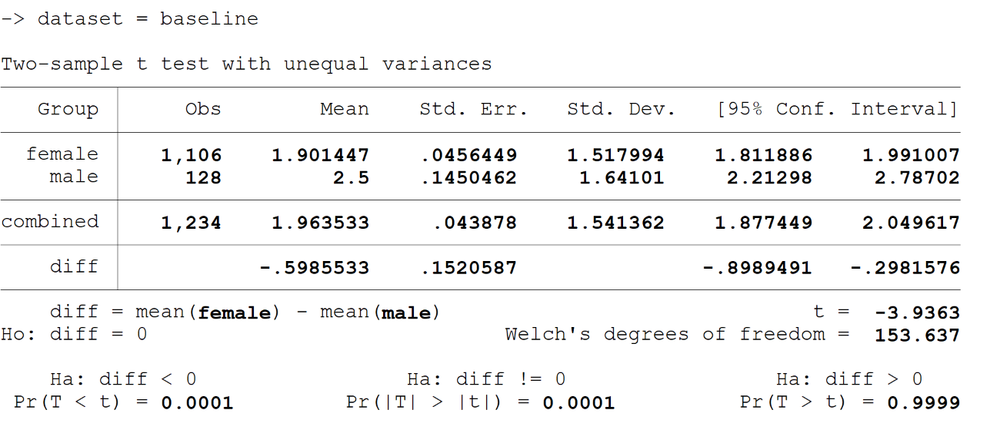 -> dataset = baseline
Two-sample t test with unequal variances
Group Obs Mean Std. Err. Std. Dev. [95% Conf. Interval]
female 1,106 1.901447 .0456449 1.517994 1.811886 1.991007
male 128 2.5 .1450462 1.64101 2.21298 2.78702
combined 1,234 1.963533 .043878 1.541362 1.877449 2.049617
diff -.5985533 .1520587 -.8989491 -.2981576
diff = mean(female) - mean(male) t = -3.9363
Ho: diff = 0 Welch's degrees of freedom = 153.637
Ha: diff < 0 Ha: diff != 0 Ha: diff > 0
Pr(T < t) = 0.0001 Pr(|T| > |t|) = 0.0001 Pr(T > t) = 0.9999